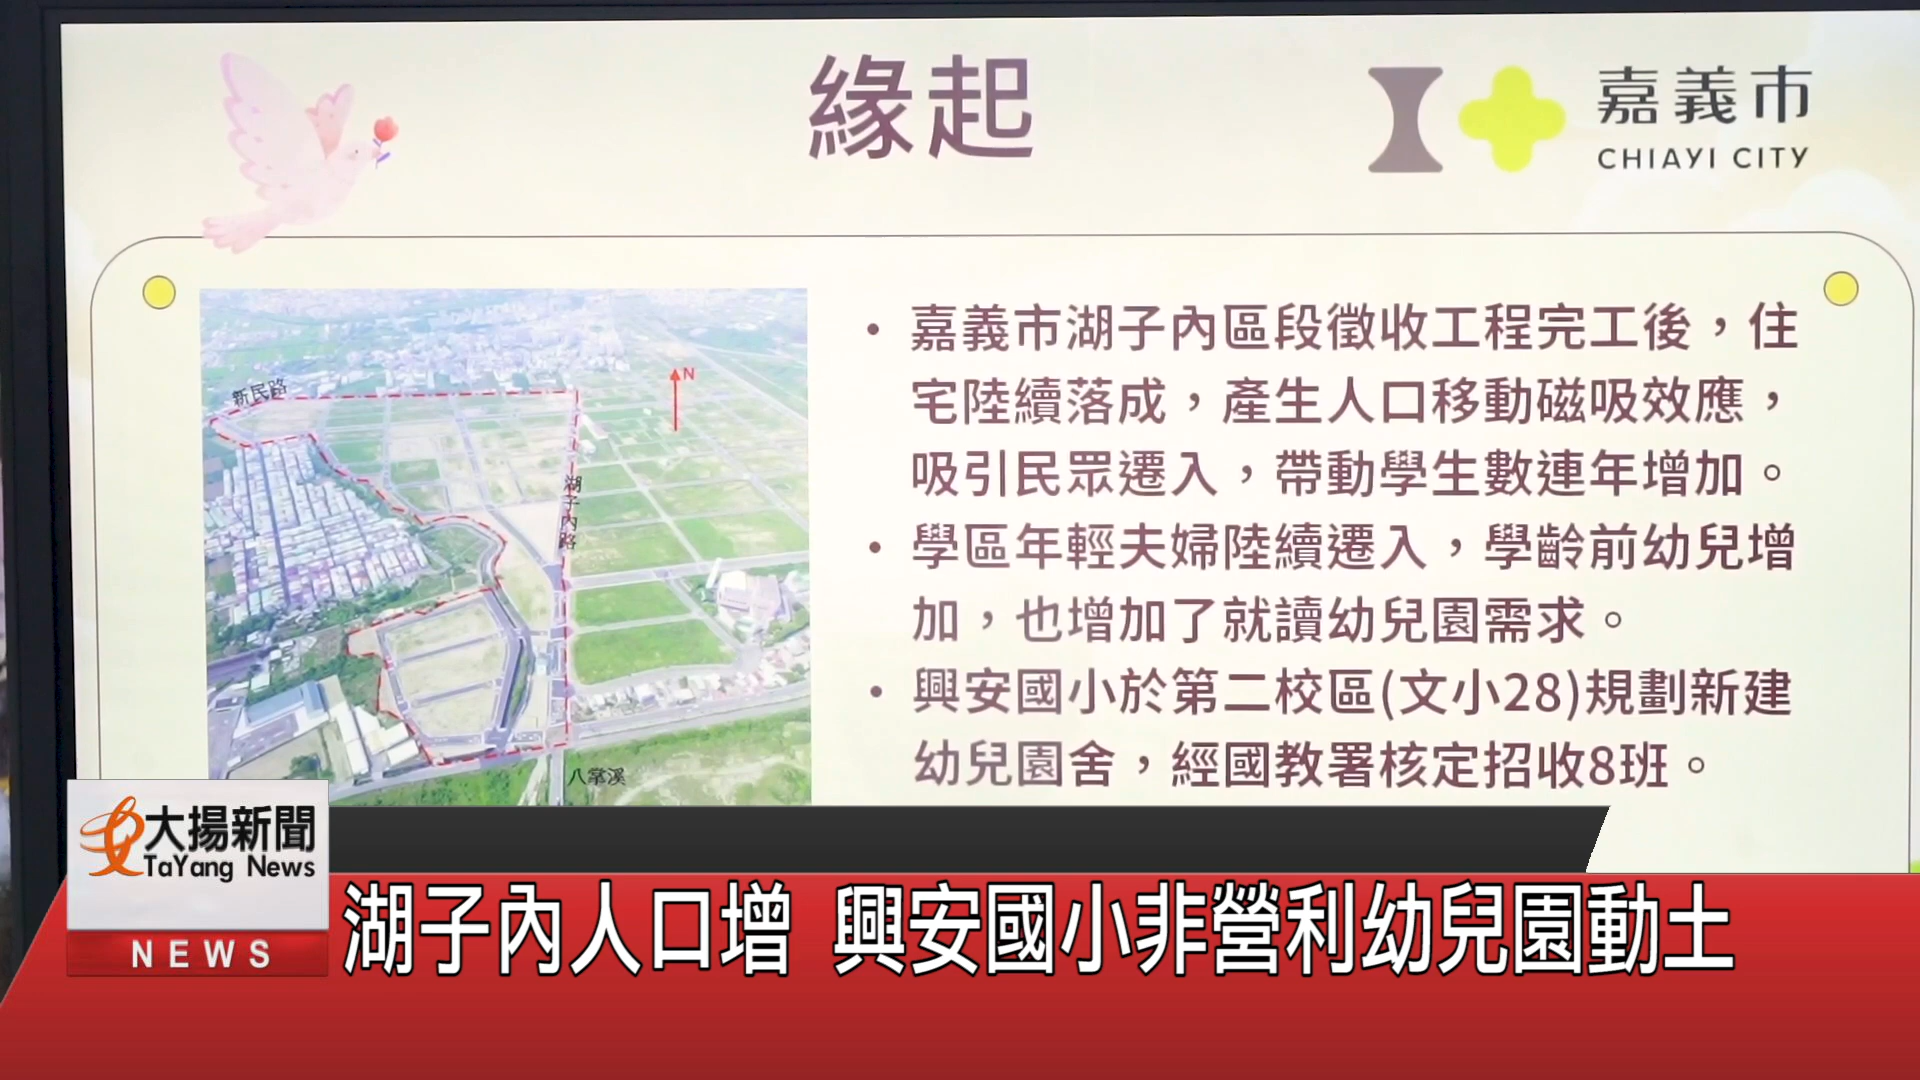 緣起
嘉義市
CHIAYI CITY
新民路
N
湖子內路
八掌溪
• 嘉義市湖子內區段徵收工程完工後，住
宅陸續落成，產生人口移動磁吸效應，
吸引民眾遷入，帶動學生數連年增加。
• 學區年輕夫婦陸續遷入，學齡前幼兒增
加，也增加了就讀幼兒園需求。
• 興安國小於第二校區(文小28)規劃新建
幼兒園舍，經國教署核定招收8班。
大揚新聞
TaYang News
NEWS
湖子內人口增 興安國小非營利幼兒園動土